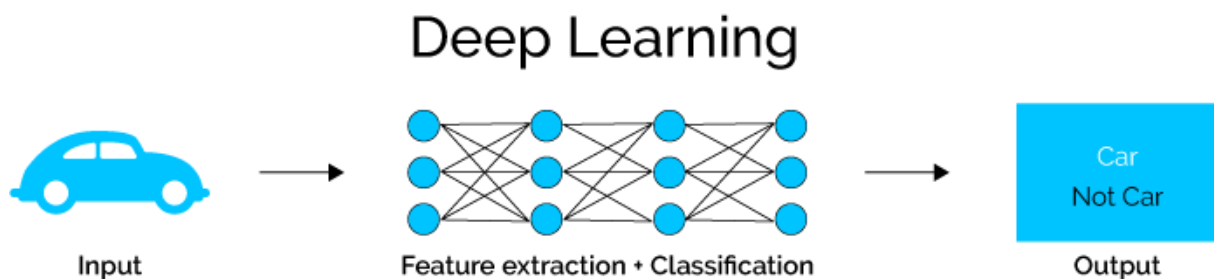 Deep Learning
Car
Not Car
Input
Feature extraction + Classification
Output